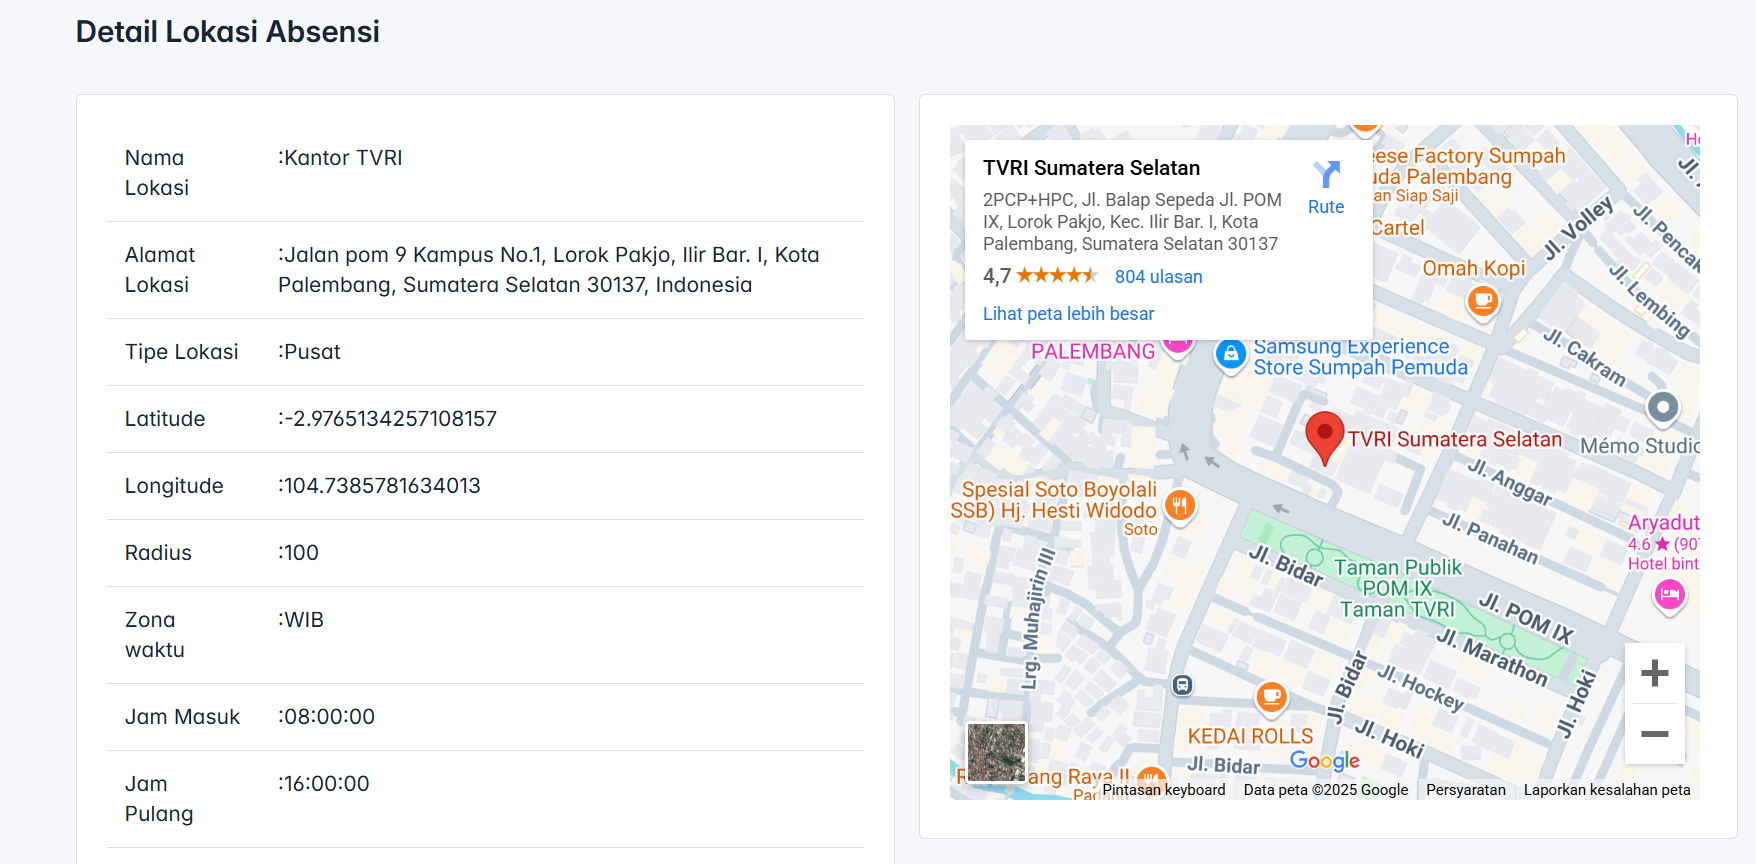 Detail Lokasi Absensi
Nama
Lokasi
:Kantor TVRI
Alamat
Lokasi
:Jalan pom 9 Kampus No.1, Lorok Pakjo, Ilir Bar. I, Kota
Palembang, Sumatera Selatan 30137, Indonesia
Tipe Lokasi
:Pusat
Latitude
:-2.9765134257108157
Longitude
:104.7385781634013
Radius
:100
Zona
waktu
:WIB
Jam Masuk
:08:00:00
Jam
Pulang
:16:00:00
TVRI Sumatera Selatan
2PCP+HPC, Jl. Balap Sepeda Jl. POM
IX, Lorok Pakjo, Kec. Ilir Bar. I, Kota
Palembang, Sumatera Selatan 30137
4,7
804 ulasan
Lihat peta lebih besar
Rute
ese Factory Sumpah
uda Palembang
an Siap Saji
Cartel
Jl. Volley
Jl. Pencak
Omah Kopi
Jl. Lembing
PALEMBANG
Samsung Experience
Store Sumpah Pemuda
Jl. Cakram
TVRI Sumatera Selatan
Mémo Studio
Jl. Anggar
Spesial Soto Boyolali
SSB) Hj. Hesti Widodo
Soto
Jl. Panahan
Aryadut
4.6 ★ (907
Hotel bint
Jl. Bidar
Taman Publik
POM IX
Taman TVRI
Jl. POM IX
Lrg. Muhajirin III
Jl. Marathon
Jl. Bidar
Jl. Hockey
Jl. Hoki
KEDAI ROLLS
Jl. Hoki
Jl. Bidar
Google
ang Raya II
Pintasan keyboard
Data peta ©2025 Google
Persyaratan
Laporkan kesalahan peta